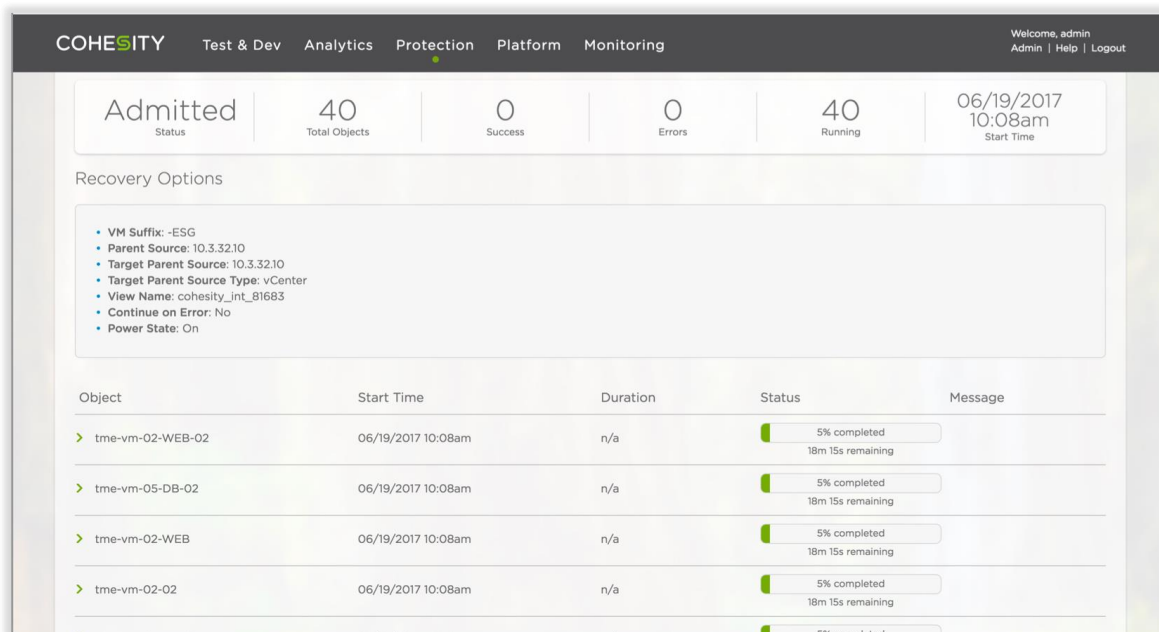 COHESITY Test & Dev Analytics Protection Platform Monitoring
Welcome, admin
Admin | Help | Logout
Admitted
Status
40
Total Objects
0
Success
0
Errors
40
Running
06/19/2017
10:08am
Start Time
Recovery Options
• VM Suffix: -ESG
• Parent Source: 10.3.32.10
• Target Parent Source: 10.3.32.10
• Target Parent Source Type: vCenter
• View Name: cohesity_int_81683
• Continue on Error: No
• Power State: On
Object Start Time Duration Status Message
tme-vm-02-WEB-02 06/19/2017 10:08am n/a 5% completed
18m 15s remaining
tme-vm-05-DB-02 06/19/2017 10:08am n/a 5% completed
18m 15s remaining
tme-vm-02-WEB 06/19/2017 10:08am n/a 5% completed
18m 15s remaining
tme-vm-02-02 06/19/2017 10:08am n/a 5% completed
18m 15s remaining